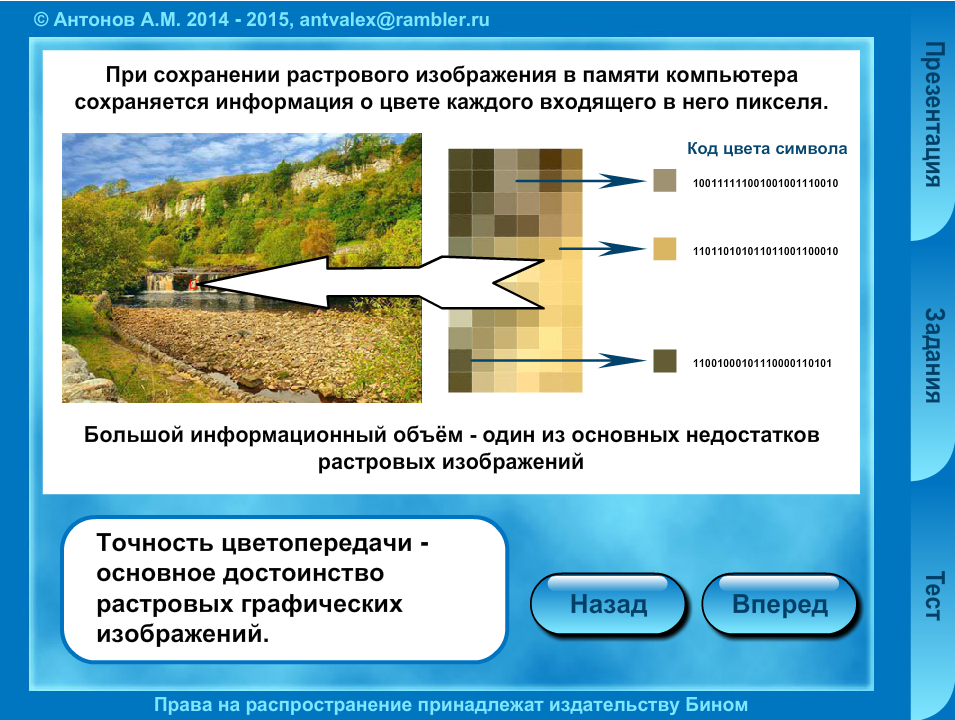 © Антонов А.М. 2014 - 2015, antvalex@rambler.ru
При сохранении растрового изображения в памяти компьютера
сохраняется информация о цвете каждого входящего в него пикселя.
Код цвета символа
100111111001001001110010
110110101011011001100010
11001000101110000110101
Большой информационный объём - один из основных недостатков
растровых изображений
Точность цветопередачи -
основное достоинство
растровых графических
изображений.
Назад
Вперед
Презентация
Задания
Тест
Права на распространение принадлежат издательству Бином